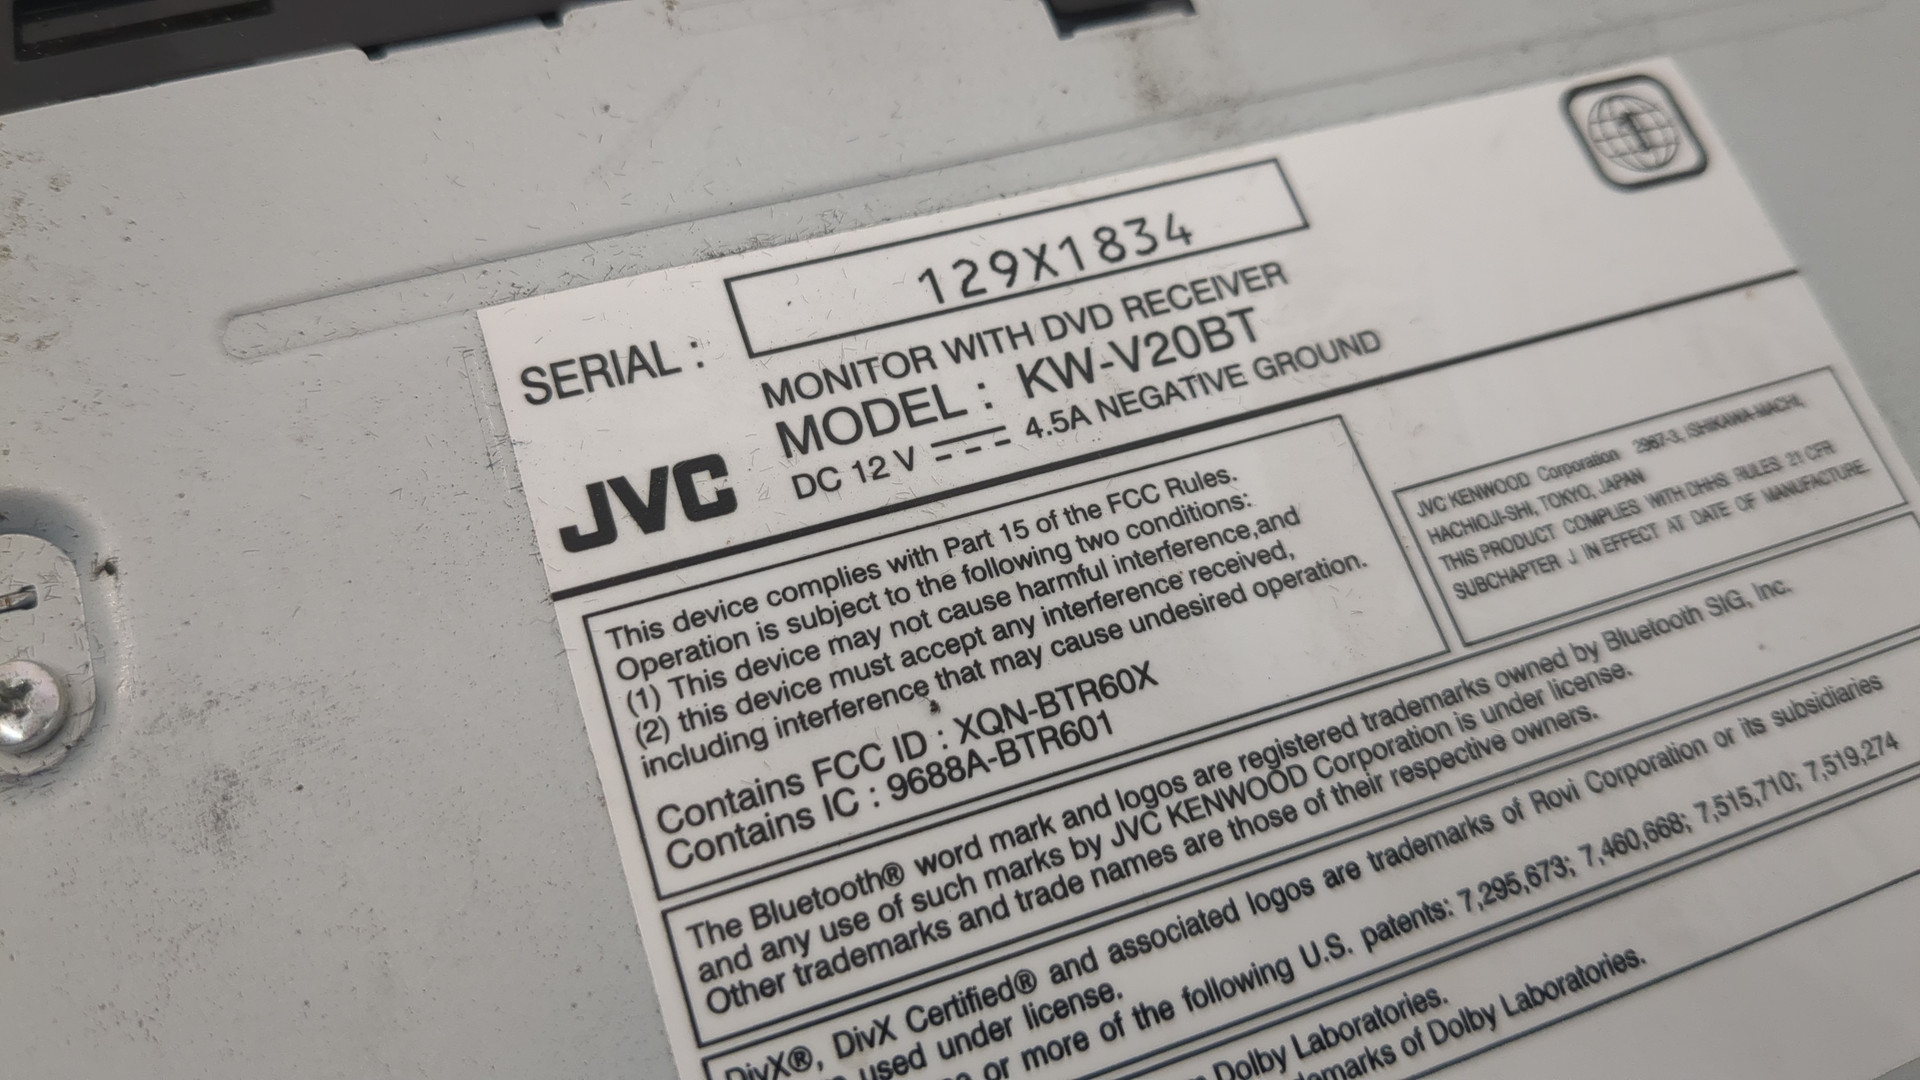 1
SERIAL : 129X1834
MONITOR WITH DVD RECEIVER
MODEL : KW-V20BT
JVC DC 12 V 4.5A NEGATIVE GROUND
This device complies with Part 15 of the FCC Rules.
Operation is subject to the following two conditions:
(1) This device may not cause harmful interference,and
(2) this device must accept any interference received,
including interference that may cause undesired operation.
Contains FCC ID : XQN-BTR60X
Contains IC : 9688A-BTR601
JVC KENWOOD Corporation 2967-3, ISHIKAWA-MACHI,
HACHIOJI-SHI, TOKYO, JAPAN
THIS PRODUCT COMPLIES WITH DHHS RULES 21 CFR
SUBCHAPTER J IN EFFECT AT DATE OF MANUFACTURE.
The Bluetooth® word mark and logos are registered trademarks owned by Bluetooth SIG, Inc.
and any use of such marks by JVC KENWOOD Corporation is under license.
Other trademarks and trade names are those of their respective owners.
DivX®, DivX Certified® and associated logos are trademarks of Rovi Corporation or its subsidiaries
used under license.
or more of the following U.S. patents: 7,295,673; 7,460,668; 7,515,710; 7,519,274
Dolby Laboratories.
of Dolby Laboratories.